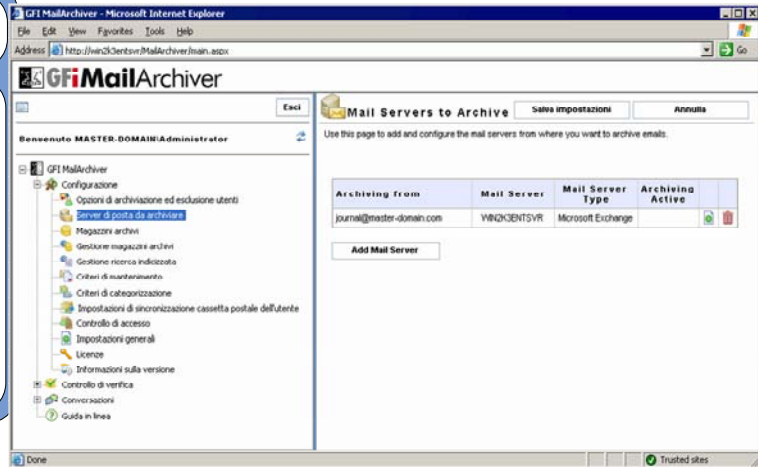 GFI MailArchiver - Microsoft Internet Explorer
File Edit View Favorites Tools Help
Address http://win2k3entsvr/MailArchiver/main.aspx Go
GFI MailArchiver
Esci
Benvenuto MASTER-DOMAIN\Administrator
GFI MailArchiver
Configurazione
Opzioni di archiviazione ed esclusione utenti
Server di posta da archiviare
Magazzini archivi
Gestione magazzini archivi
Gestione ricerca indicizzata
Criteri di mantenimento
Criteri di categorizzazione
Impostazioni di sincronizzazione cassetta postale dell'utente
Controllo di accesso
Impostazioni generali
Licenze
Informazioni sulla versione
Controllo di verifica
Conversazioni
Guida in linea
Mail Servers to Archive Salva impostazioni Annulla
Use this page to add and configure the mail servers from where you want to archive emails.
Archiving from Mail Server Mail Server Type Archiving Active
journal@master-domain.com WIN2K3ENTSVR Microsoft Exchange
Add Mail Server
Done Trusted sites